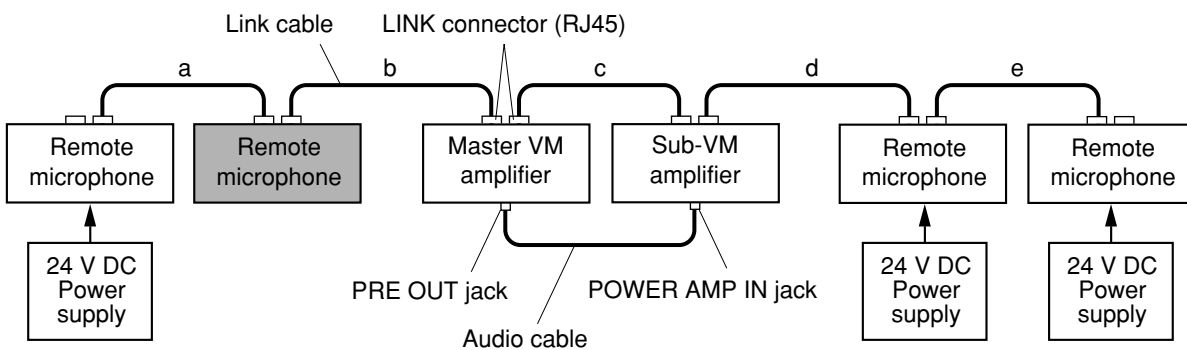 Link cable
LINK connector (RJ45)
a
b
c
d
e
Remote
microphone
Remote
microphone
Master VM
amplifier
Sub-VM
amplifier
Remote
microphone
Remote
microphone
24 V DC
Power
supply
PRE OUT jack
POWER AMP IN jack
24 V DC
Power
supply
24 V DC
Power
supply
Audio cable